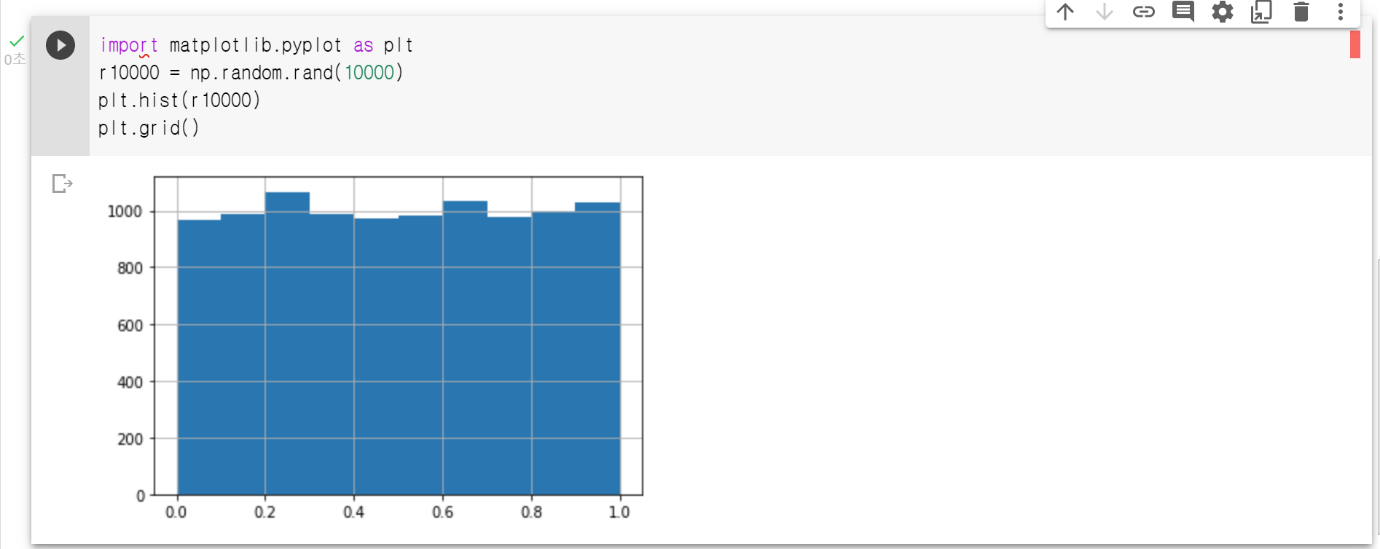 0초
import matplotlib.pyplot as plt
r10000 = np.random.rand(10000)
plt.hist(r10000)
plt.grid()
1000
800
600
400
200
0
0.0 0.2 0.4 0.6 0.8 1.0